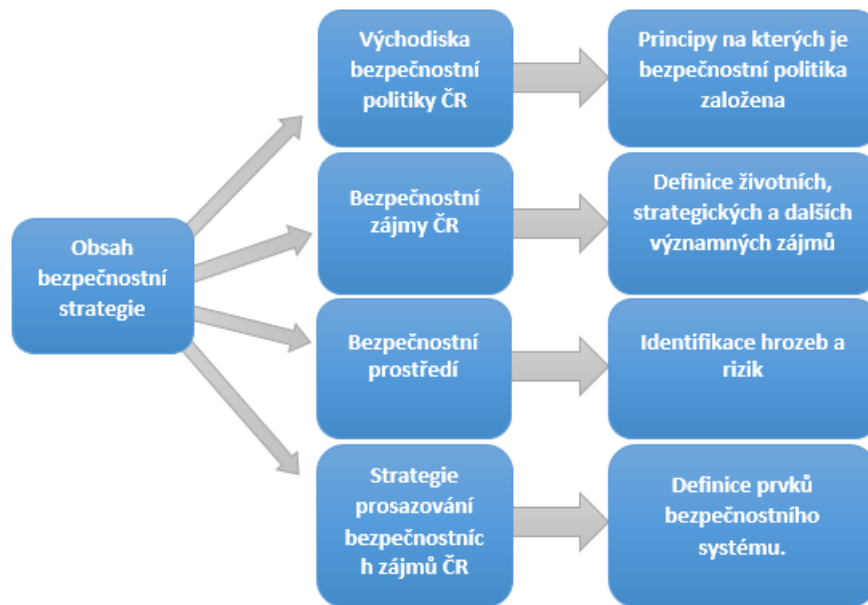 Obsah
bezpečnostní
strategie
Východiska
bezpečnostní
politiky ČR
Principy na kterých je
bezpečnostní politika
založena
Bezpečnostní
zájmy ČR
Definice životních,
strategických a dalších
významných zájmů
Bezpečnostní
prostředí
Identifikace hrozeb a
rizik
Strategie
prosazování
bezpečnostníc
h zájmů ČR
Definice prvků
bezpečnostního
systému.